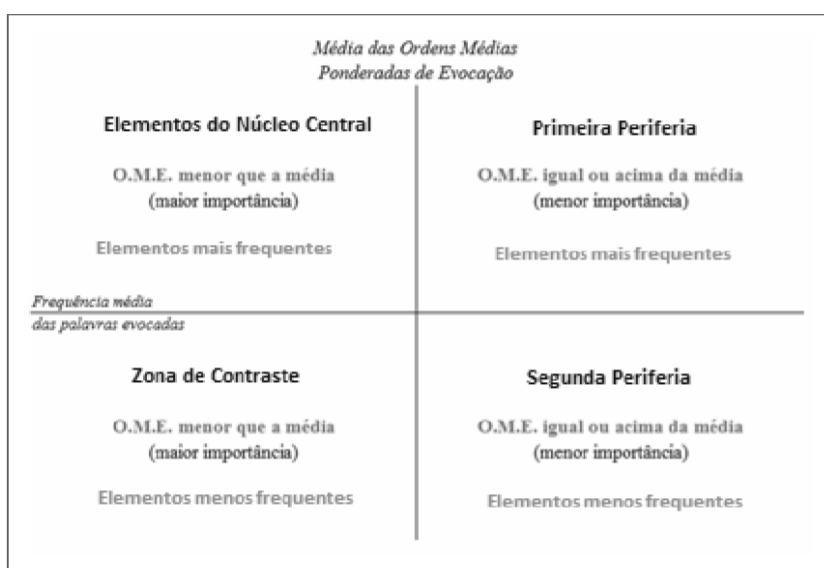 Média das Ordens Médias
Ponderadas de Evocação
Elementos do Núcleo Central
O.M.E. menor que a média
(maior importância)
Elementos mais frequentes
Primeira Periferia
O.M.E. igual ou acima da média
(menor importância)
Elementos mais frequentes
Frequência média
das palavras evocadas
Zona de Contraste
O.M.E. menor que a média
(maior importância)
Elementos menos frequentes
Segunda Periferia
O.M.E. igual ou acima da média
(menor importância)
Elementos menos frequentes